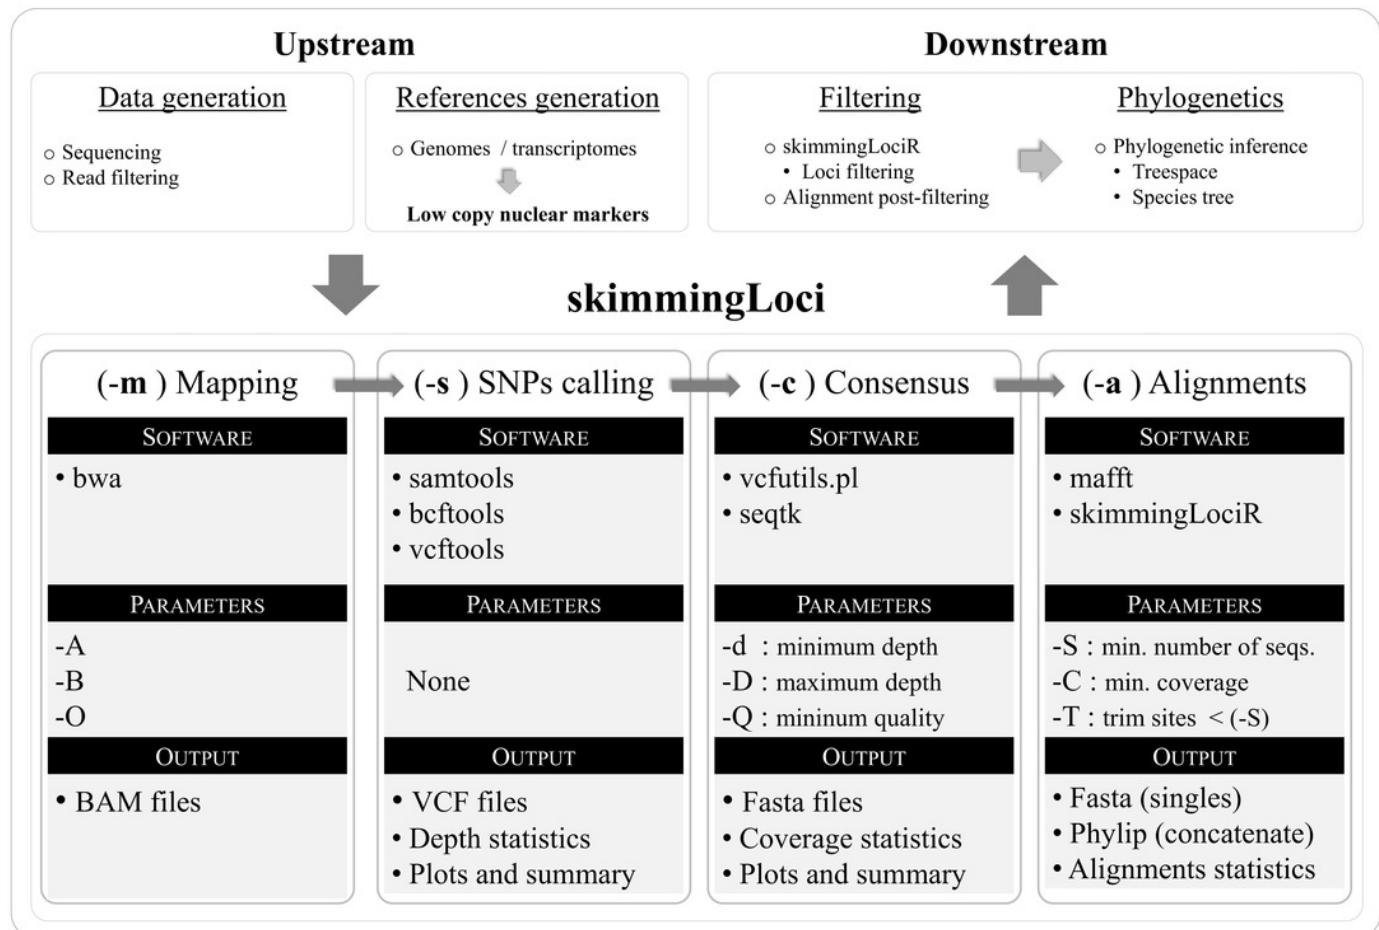 Upstream
Data generation
○ Sequencing
○ Read filtering
References generation
○ Genomes / transcriptomes
Low copy nuclear markers
Downstream
Filtering
○ skimmingLociR
• Loci filtering
○ Alignment post-filtering
Phylogenetics
○ Phylogenetic inference
• Treespace
• Species tree
skimmingLoci
(-m ) Mapping
SOFTWARE
• bwa
PARAMETERS
-A
-B
-O
OUTPUT
• BAM files
(-s ) SNPs calling
SOFTWARE
• samtools
• bcftools
• vcftools
PARAMETERS
None
OUTPUT
• VCF files
• Depth statistics
• Plots and summary
(-c ) Consensus
SOFTWARE
• vcfutils.pl
• seqtk
PARAMETERS
-d : minimum depth
-D : maximum depth
-Q : mininum quality
OUTPUT
• Fasta files
• Coverage statistics
• Plots and summary
(-a ) Alignments
SOFTWARE
• mafft
• skimmingLociR
PARAMETERS
-S : min. number of seqs.
-C : min. coverage
-T : trim sites < (-S)
OUTPUT
• Fasta (singles)
• Phylip (concatenate)
• Alignments statistics